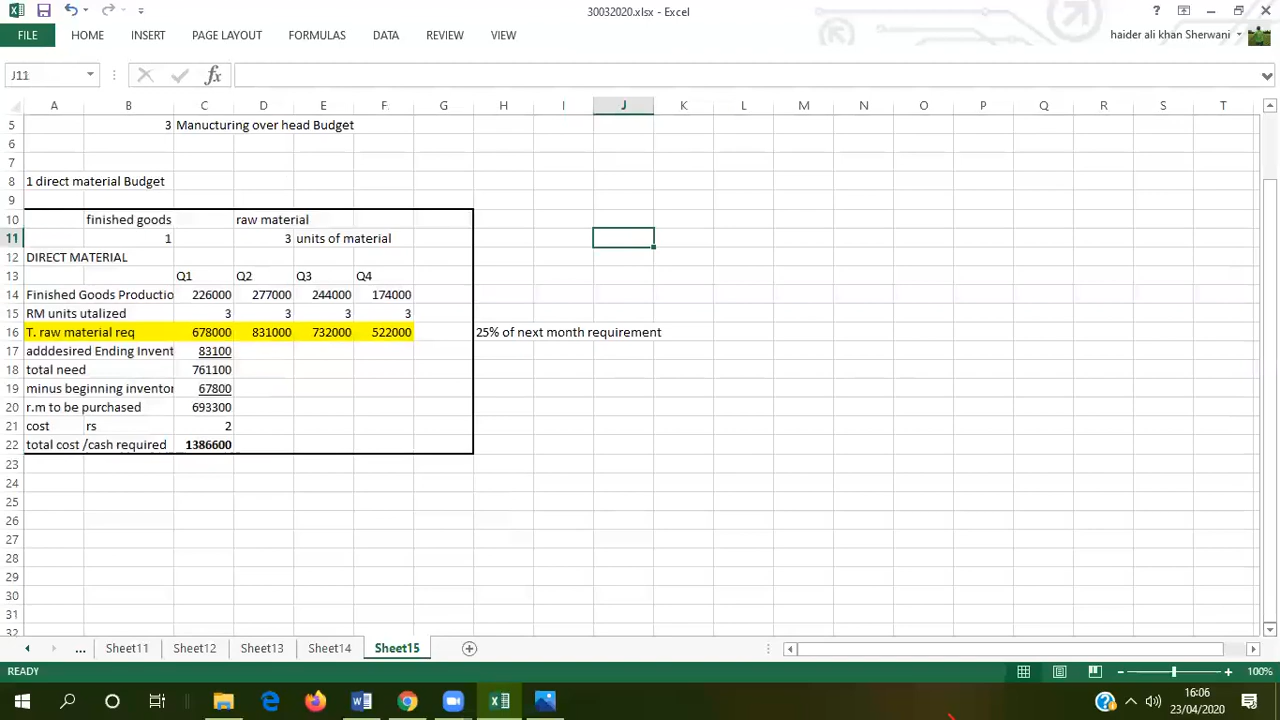 30032020.xlsx - Excel
FILE HOME INSERT PAGE LAYOUT FORMULAS DATA REVIEW VIEW haider ali khan Sherwani
J11 fx
A B C D E F G H I J K L M N O P Q R S T
5 3 Manucturing over head Budget
6
7
8 1 direct material Budget
9
10 finished goods raw material
11 1 3 units of material
12 DIRECT MATERIAL
13 Q1 Q2 Q3 Q4
14 Finished Goods Productio 226000 277000 244000 174000
15 RM units utalized 3 3 3 3
16 T. raw material req 678000 831000 732000 522000 25% of next month requirement
17 adddesired Ending Invent 83100
18 total need 761100
19 minus beginning inventor 67800
20 r.m to be purchased 693300
21 cost rs 2
22 total cost /cash required 1386600
23
24
25
26
27
28
29
30
31
32
... Sheet11 Sheet12 Sheet13 Sheet14 Sheet15
READY 100%
16:06
23/04/2020